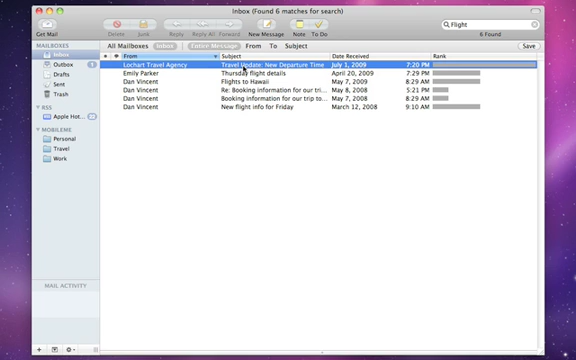 Inbox (Found 6 matches for search)
Get Mail Delete Junk Reply Reply All Forward New Message Note To Do Flight
6 Found
MAILBOXES All Mailboxes Inbox Entire Message From To Subject Save
Inbox From Subject Date Received Rank
Outbox Lochart Travel Agency Travel Update: New Departure Time July 1, 2009 7:20 PM
Drafts Emily Parker Thursday flight details April 20, 2009 7:29 PM
Sent Dan Vincent Flights to Hawaii May 7, 2009 8:29 AM
Trash Dan Vincent Re: Booking information for our tri... May 8, 2008 5:21 PM
Dan Vincent Booking information for our trip to... May 7, 2008 8:29 AM
RSS Dan Vincent New flight info for Friday March 12, 2008 9:10 AM
Apple Hot...
MOBILEME
Personal
Travel
Work
MAIL ACTIVITY